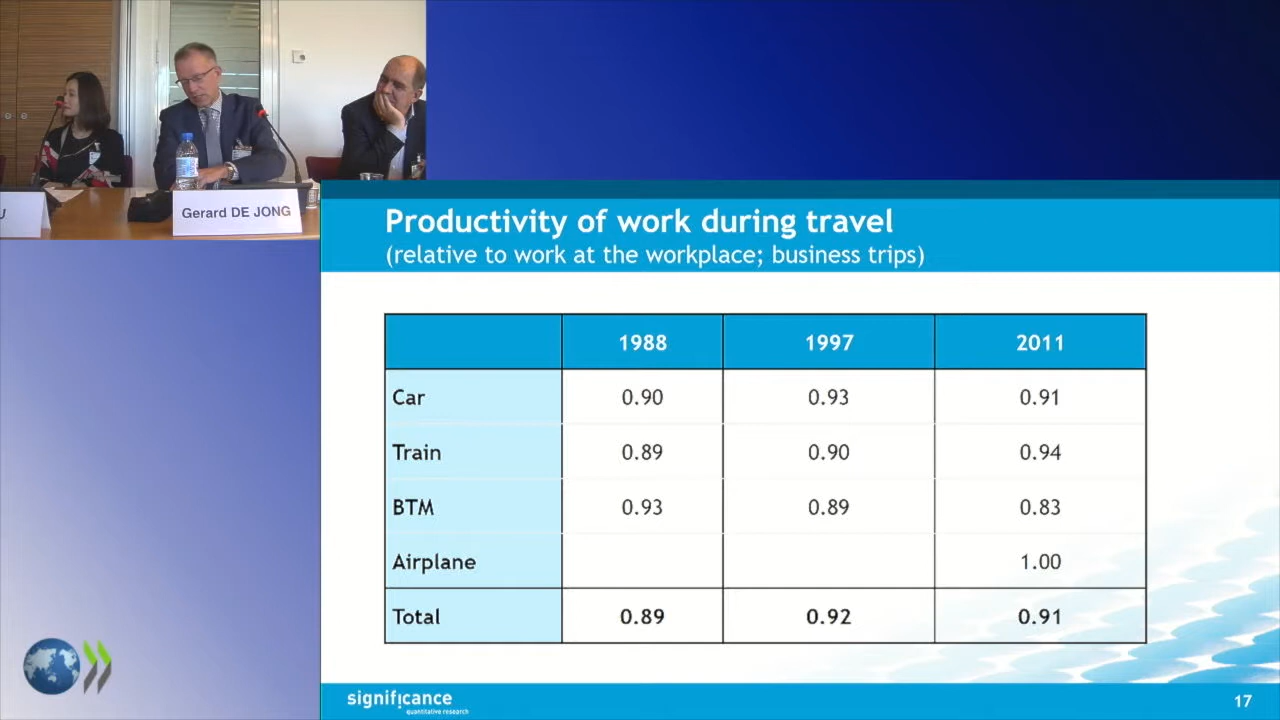 U
Gerard DE JONG
Productivity of work during travel
(relative to work at the workplace; business trips)
1988 1997 2011
Car 0.90 0.93 0.91
Train 0.89 0.90 0.94
BTM 0.93 0.89 0.83
Airplane 1.00
Total 0.89 0.92 0.91
significance
quantitative research
17